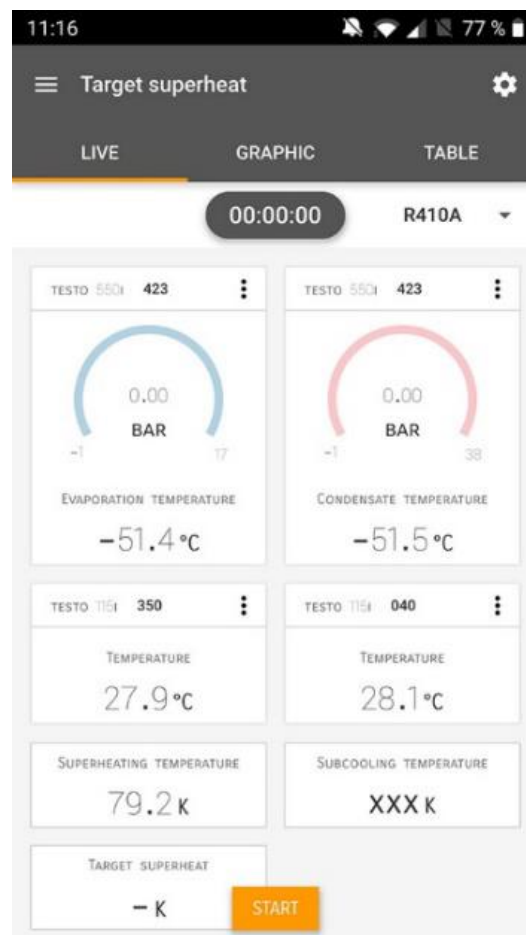 11:16 77 %
Target superheat
LIVE GRAPHIC TABLE
00:00:00 R410A
TESTO 550I 423 TESTO 550I 423
0.00 0.00
BAR BAR
-1 17 -1 38
EVAPORATION TEMPERATURE CONDENSATE TEMPERATURE
-51.4 °C -51.5 °C
TESTO 115I 350 TESTO 115I 040
TEMPERATURE TEMPERATURE
27.9 °C 28.1 °C
SUPERHEATING TEMPERATURE SUBCOOLING TEMPERATURE
79.2 K XXX K
TARGET SUPERHEAT
- K START